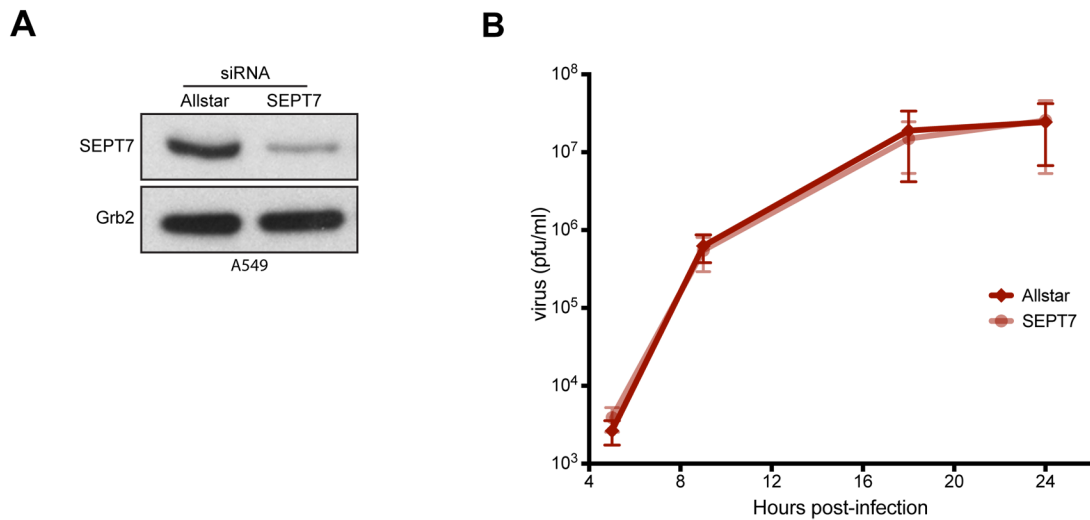 A
siRNA
Allstar SEPT7
SEPT7
Grb2
A549
B
virus (pfu/ml)
10⁸
10⁷
10⁶
10⁵
10⁴
10³
4 8 12 16 20 24
Hours post-infection
Allstar
SEPT7